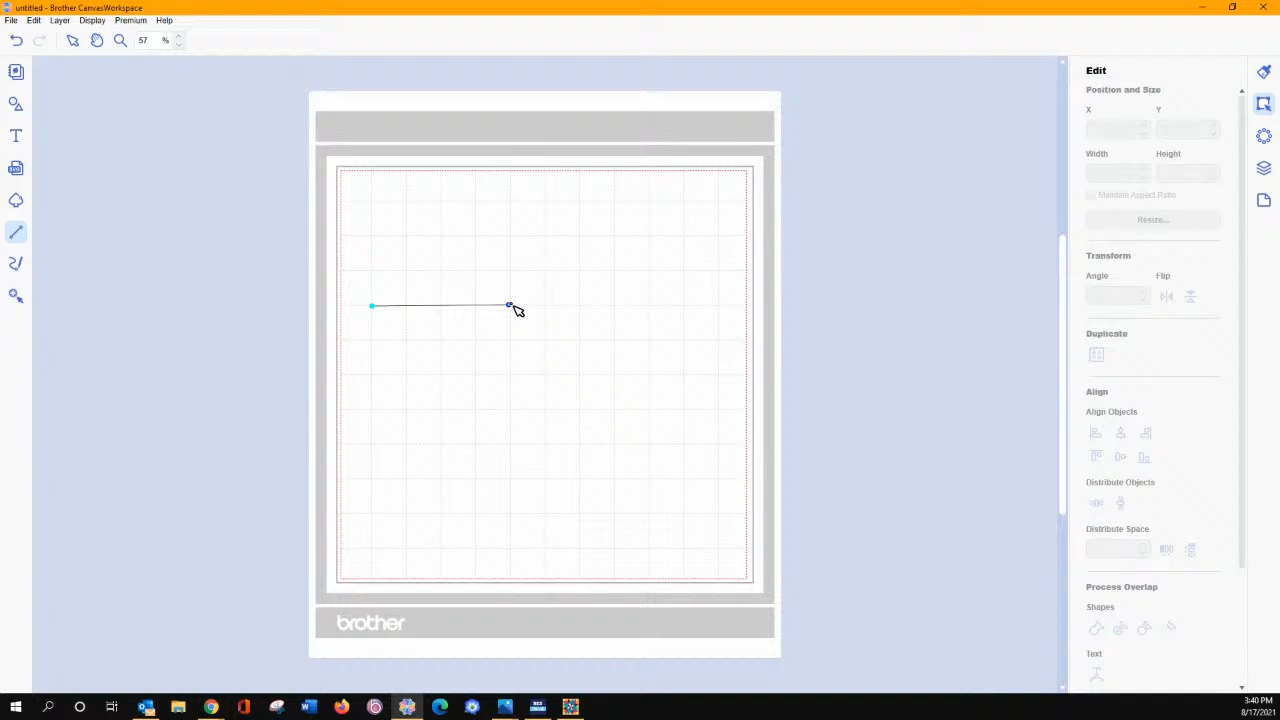 untitled - Brother CanvasWorkspace
File Edit Layer Display Premium Help
57 %
Edit
Position and Size
X Y
Width Height
Maintain Aspect Ratio
Resize...
Transform
Angle Flip
Duplicate
Align
Align Objects
Distribute Objects
Distribute Space
Process Overlap
Shapes
Text
brother
3:40 PM
8/17/2021